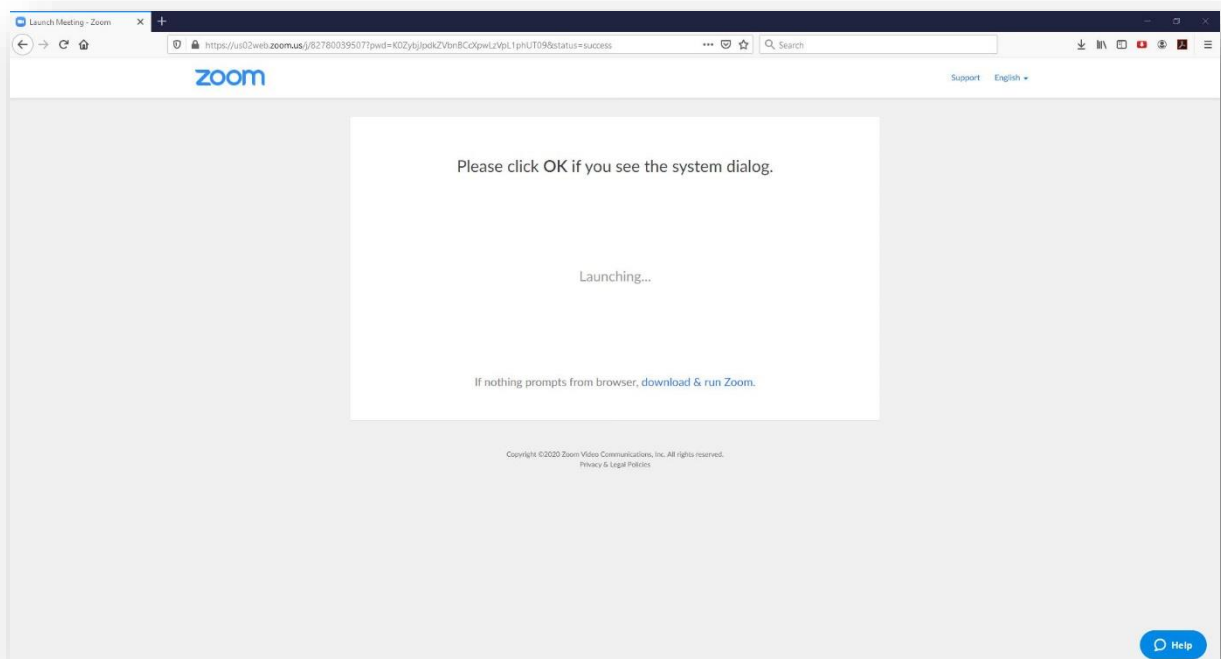 Launch Meeting - Zoom
https://us02web.zoom.us/j/82780039507?pwd=K0ZybjJpdkZVbnBCcXpwLzVpL1phUT09&status=success
Search
zoom
Support English
Please click OK if you see the system dialog.
Launching...
If nothing prompts from browser, download & run Zoom.
Copyright ©2020 Zoom Video Communications, Inc. All rights reserved.
Privacy & Legal Policies
Help